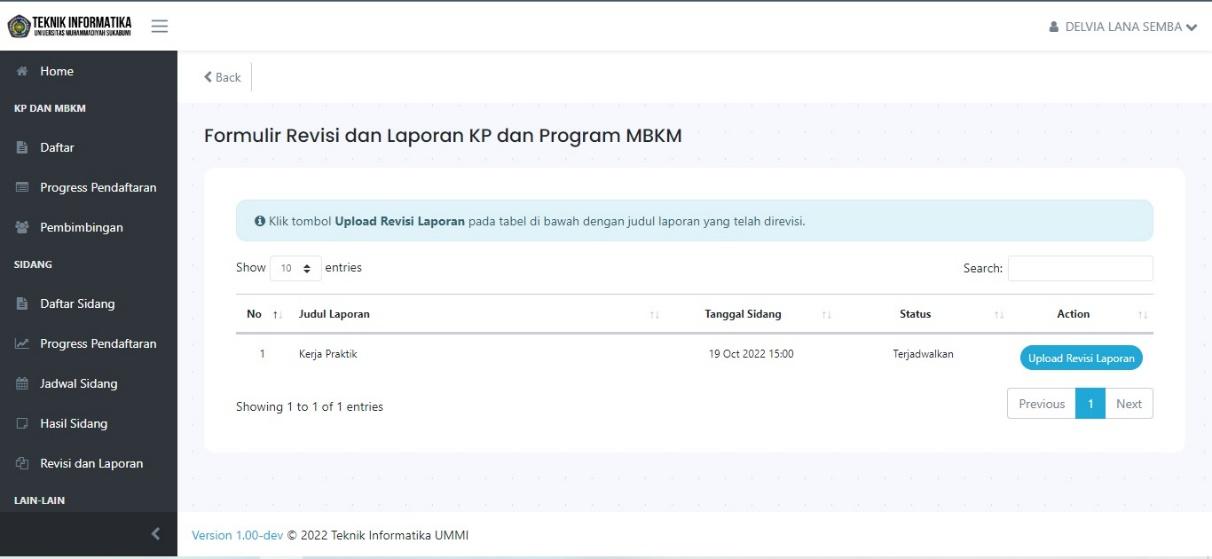 TEKNIK INFORMATIKA
UNIVERSITAS MUHAMMADIYAH SUKABUMI
DELVIA LANA SEMBA
Home
KP DAN MBKM
Daftar
Progress Pendaftaran
Pembimbingan
SIDANG
Daftar Sidang
Progress Pendaftaran
Jadwal Sidang
Hasil Sidang
Revisi dan Laporan
LAIN-LAIN
Back
Formulir Revisi dan Laporan KP dan Program MBKM
Klik tombol Upload Revisi Laporan pada tabel di bawah dengan judul laporan yang telah direvisi.
Show 10 entries
Search:
No Judul Laporan Tanggal Sidang Status Action
1 Kerja Praktik 19 Oct 2022 15:00 Terjadwalkan Upload Revisi Laporan
Showing 1 to 1 of 1 entries
Previous 1 Next
Version 1.00-dev © 2022 Teknik Informatika UMMI